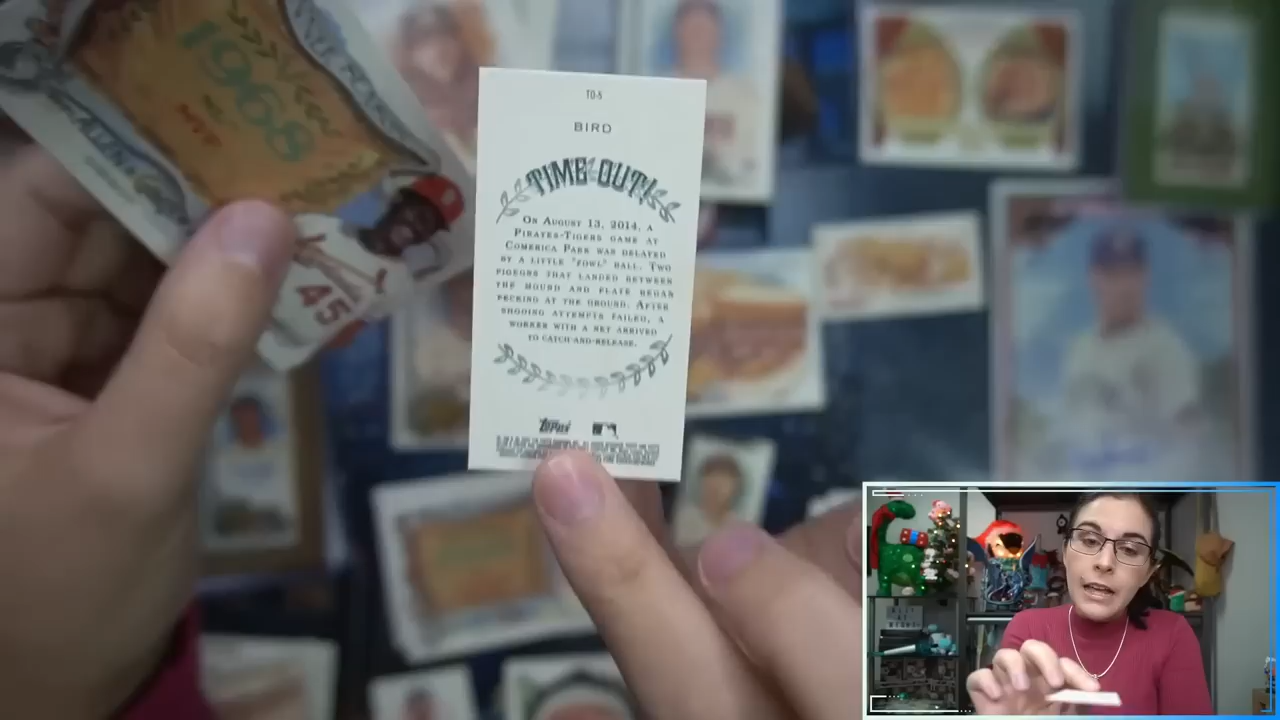 1968
45
TO-5
BIRD
TIME OUT!
ON AUGUST 13, 2014, A
PIRATES-TIGERS GAME AT
COMERICA PARK WAS DELAYED
BY A LITTLE "FOWL" BALL. TWO
PIGEONS THAT LANDED BETWEEN
THE MOUND AND PLATE BEGAN
PECKING AT THE GROUND. AFTER
SHOOING ATTEMPTS FAILED, A
WORKER WITH A NET ARRIVED
TO CATCH-AND-RELEASE.
TOPPS